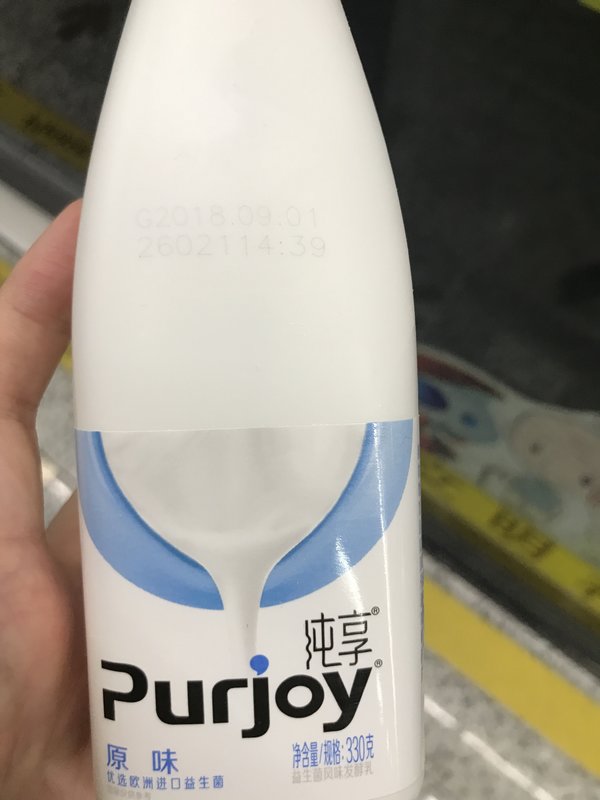 G2018.09.01
2602114:39
纯享®
Purjoy®
原味
优选欧洲进口益生菌
净含量/规格:330克
益生菌风味发酵乳